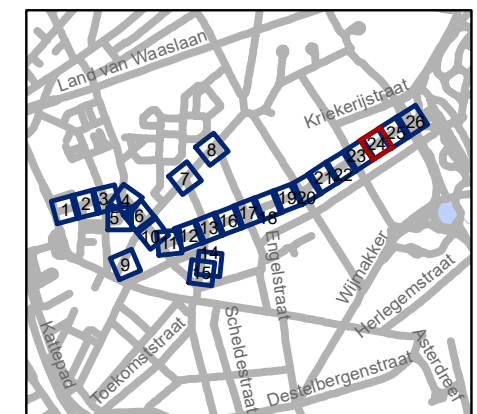 Land van Waaslaan
Kriekerijstraat
8
7
1
2
3
4
5
6
9
10
11
12
13
14
15
16
17
18
19
20
21
22
23
24
25
26
Engelstraat
Wijmakker
Herlegemstraat
Kattepad
Toekomststraat
Scheldestraat
Destelbergenstraat
Asterdreef